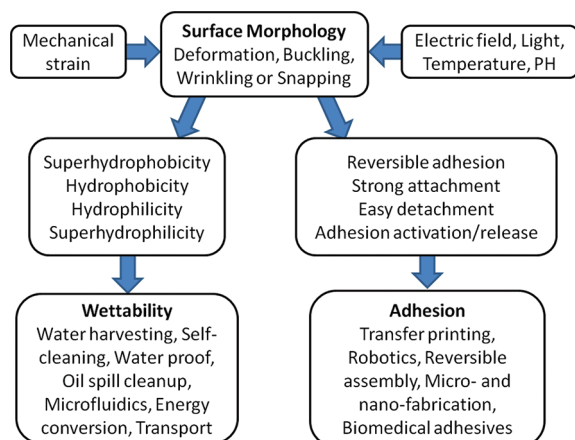 Mechanical
strain
Surface Morphology
Deformation, Buckling,
Wrinkling or Snapping
Electric field, Light,
Temperature, PH
Superhydrophobicity
Hydrophobicity
Hydrophilicity
Superhydrophilicity
Reversible adhesion
Strong attachment
Easy detachment
Adhesion activation/release
Wettability
Water harvesting, Self-
cleaning, Water proof,
Oil spill cleanup,
Microfluidics, Energy
conversion, Transport
Adhesion
Transfer printing,
Robotics, Reversible
assembly, Micro- and
nano-fabrication,
Biomedical adhesives